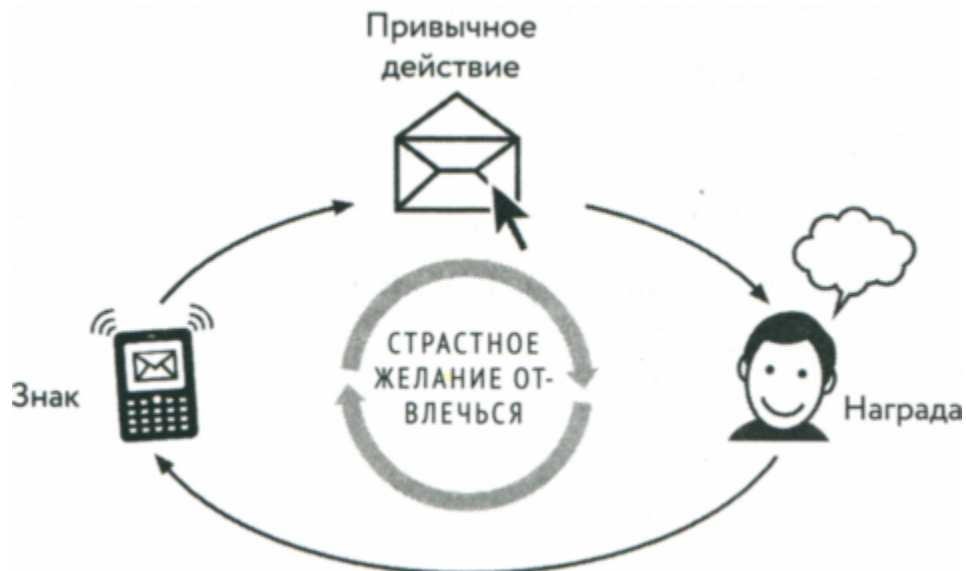 Привычное
действие
СТРАСТНОЕ
ЖЕЛАНИЕ ОТ-
ВЛЕЧЬСЯ
Знак
Награда